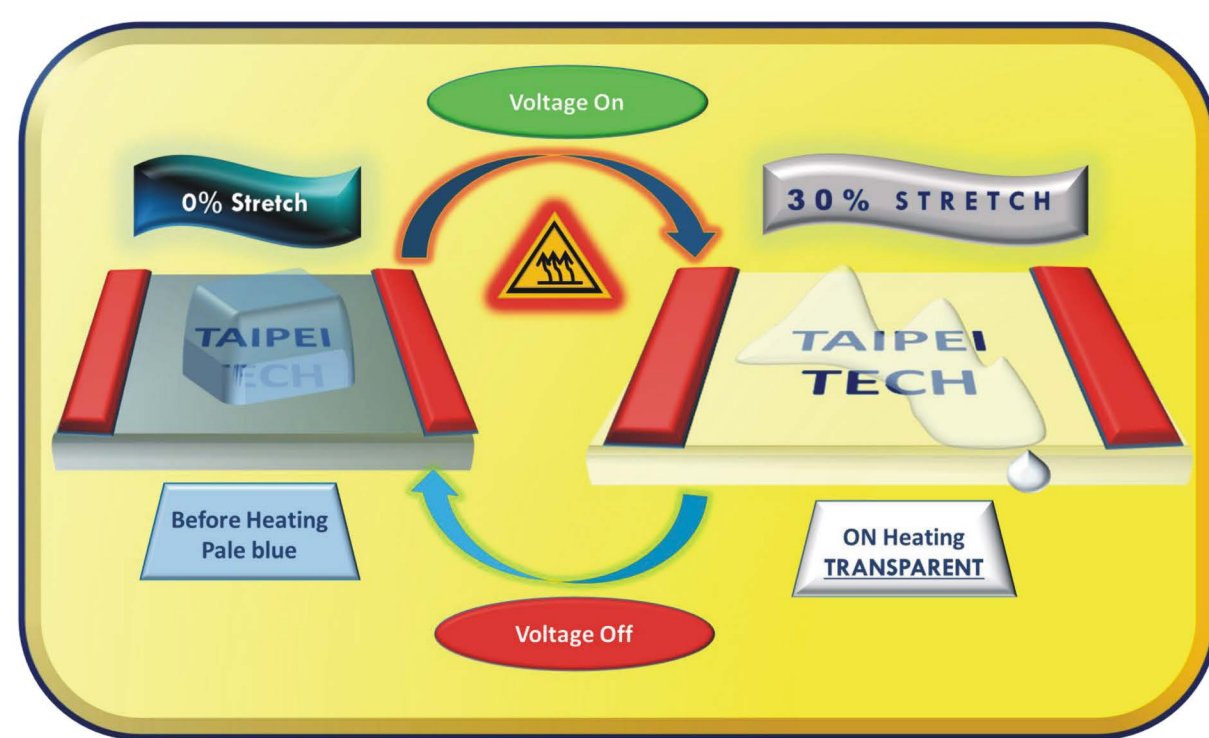 Voltage On
0% Stretch
30% STRETCH
TAIPEI
TECH
TAIPEI
TECH
Before Heating
Pale blue
ON Heating
TRANSPARENT
Voltage Off